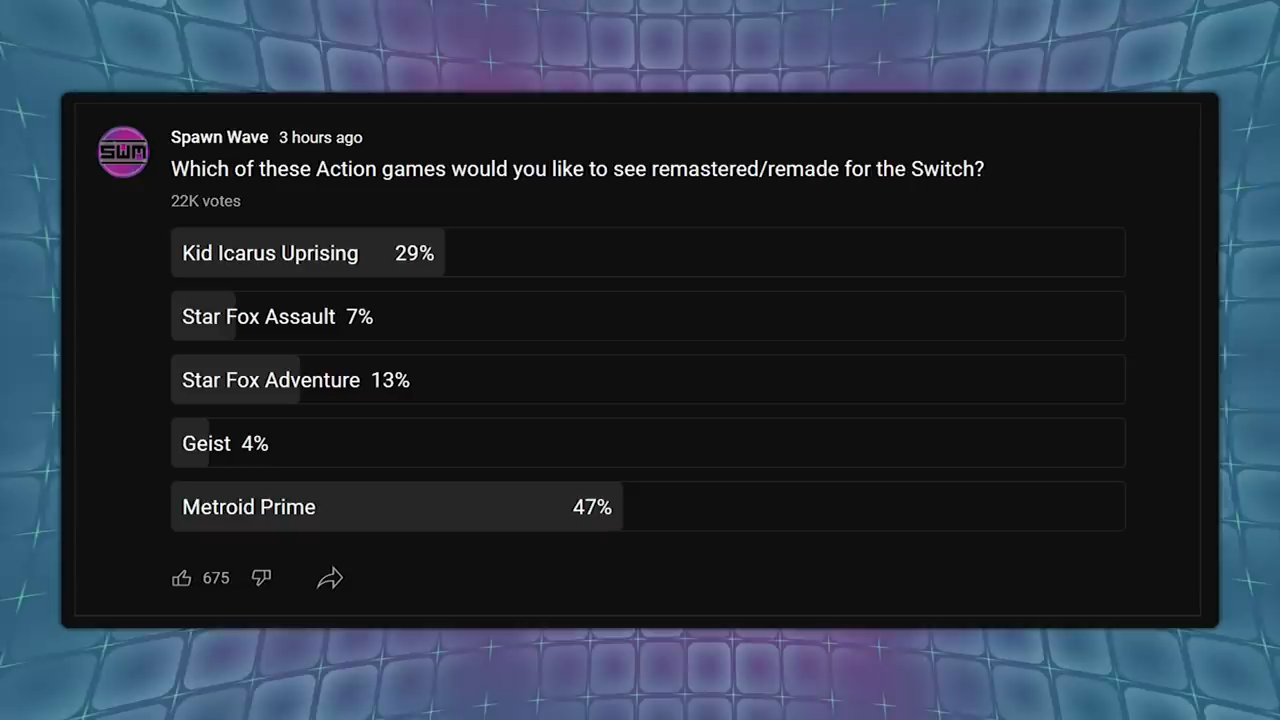 SWM
Spawn Wave 3 hours ago
Which of these Action games would you like to see remastered/remade for the Switch?
22K votes
Kid Icarus Uprising 29%
Star Fox Assault 7%
Star Fox Adventure 13%
Geist 4%
Metroid Prime 47%
675